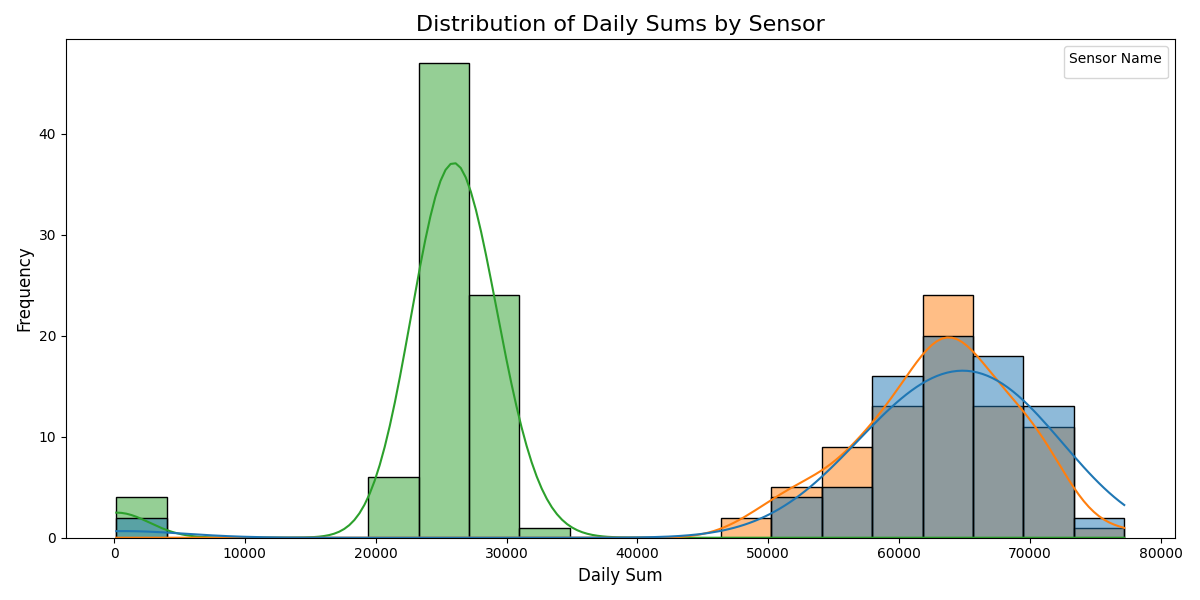 Distribution of Daily Sums by Sensor
Sensor Name
Frequency
40
30
20
10
0
0 10000 20000 30000 40000 50000 60000 70000 80000
Daily Sum